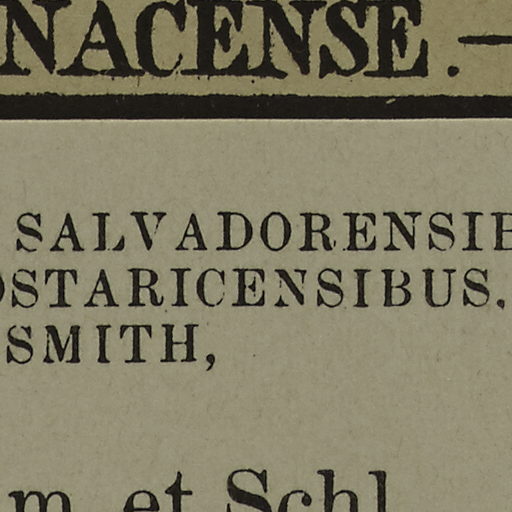 NACENSE.—
SALVADORENSIB
OSTARICENSIBUS.
SMITH,
m. et Schl